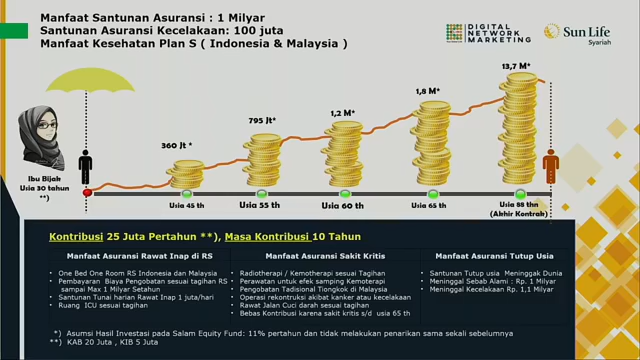 Manfaat Santunan Asuransi : 1 Milyar
Santunan Asuransi Kecelakaan: 100 juta
Manfaat Kesehatan Plan S ( Indonesia & Malaysia )
DIGITAL
NETWORK
MARKETING
Sun Life
Syariah
13,7 M*
1,8 M*
1,2 M*
795 Jt*
360 Jt *
Ibu Bijak
Usia 30 tahun
**)
Usia 45 th
Usia 55 th
Usia 60 th
Usia 65 th
Usia 88 thn
(Akhir Kontrak)
Kontribusi 25 Juta Pertahun **), Masa Kontribusi 10 Tahun
Manfaat Asuransi Rawat Inap di RS
One Bed One Room RS Indonesia dan Malaysia
Pembayaran Biaya Pengobatan sesuai tagihan RS
sampai Max 1 Milyar Setahun
Santunan Tunai harian Rawat Inap 1 juta/hari
Ruang ICU sesuai tagihan
Manfaat Asuransi Sakit Kritis
Radiotherapi / Kemotherapi sesuai Tagihan
Perawatan untuk efek samping Kemoterapi
Pengobatan Tadisional Tiongkok di Malaysia
Operasi rekontruksi akibat kanker atau kecelakaan
Rawat Jalan Cuci darah sesuai tagihan
Bebas Kontribusi karena sakit kritis s/d usia 65 th
Manfaat Asuransi Tutup Usia
Santunan Tutup usia Meninggak Dunia
Meninggal Sebab Alami : Rp. 1 Milyar
Meninggal Kecelakaan Rp. 1,1 Milyar
*) Asumsi Hasil Investasi pada Salam Equity Fund: 11% pertahun dan tidak melakukan penarikan sama sekali sebelumnya
**) KAB 20 Juta , KIB 5 Juta